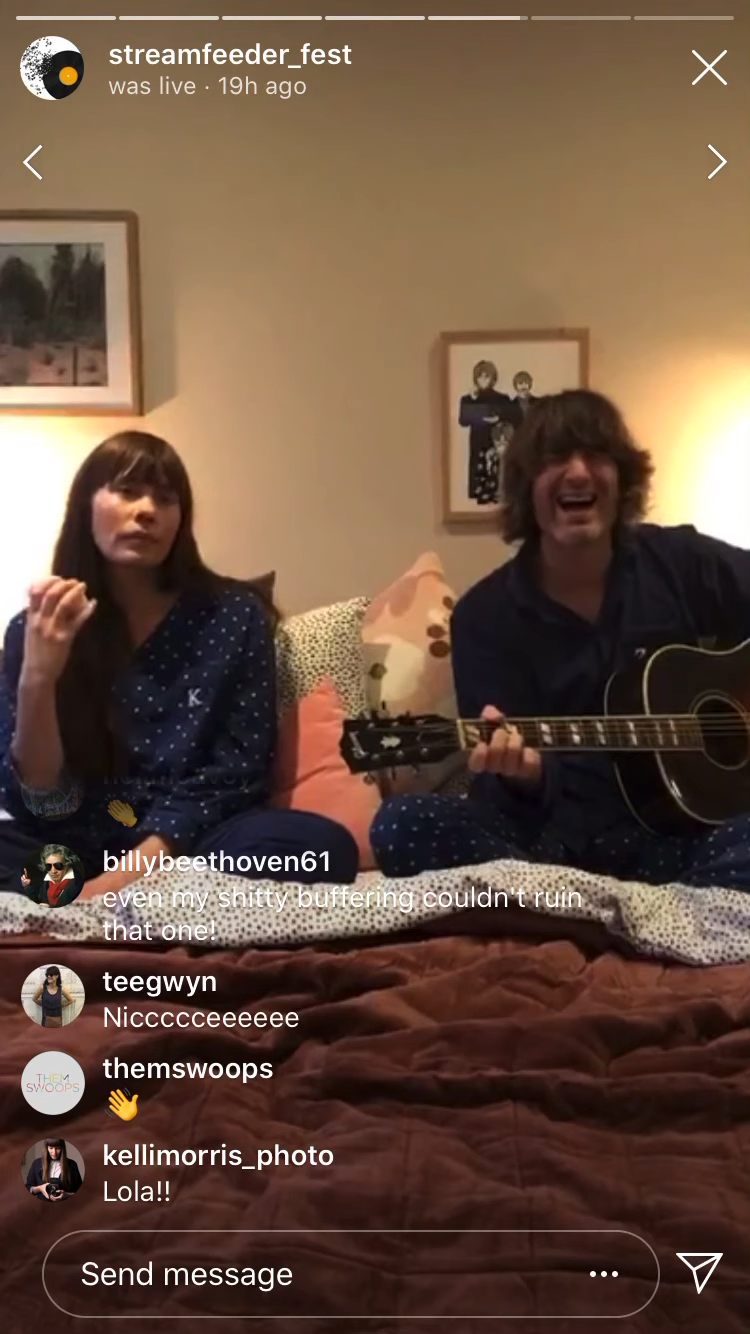 streamfeeder_fest
was live · 19h ago
K
👏
billybeethoven61
even my shitty buffering couldn't ruin
that one!
teegwyn
Niccccceeeeee
THEM
SWOOPS
themswoops
👋
kellimorris_photo
Lola!!
Send message